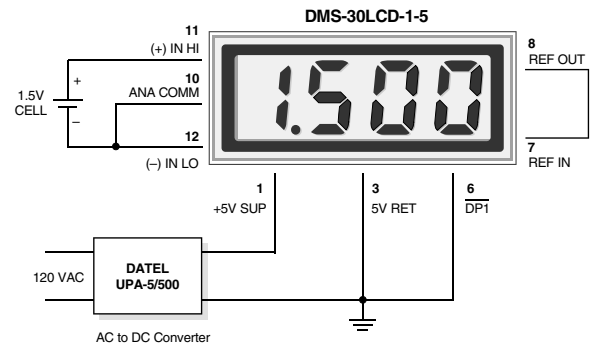 DMS-30LCD-1-5
11
(+) IN HI
8
REF OUT
1.500
10
ANA COMM
+
1.5V
CELL
–
12
(–) IN LO
7
REF IN
1
+5V SUP
3
5V RET
6
DP1
120 VAC
DATEL
UPA-5/500
AC to DC Converter